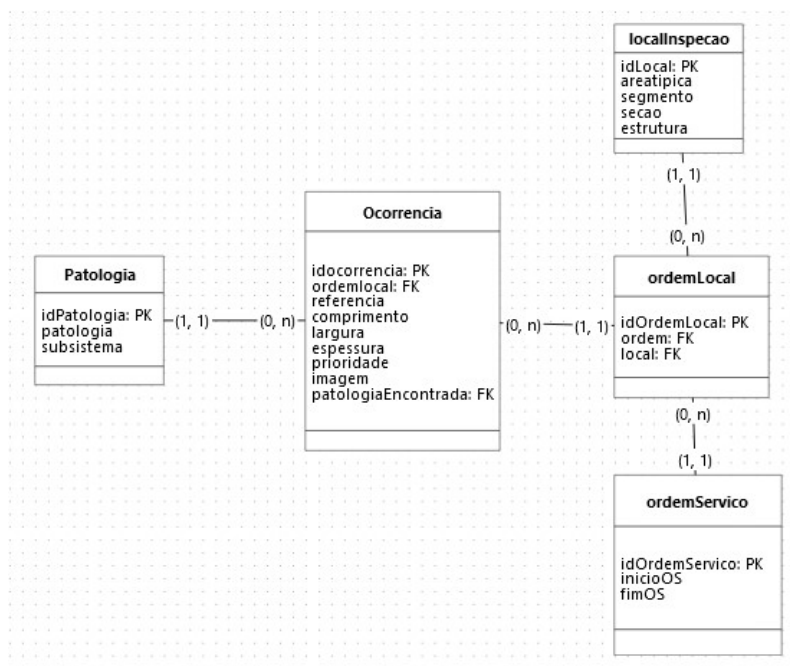 localInspecao
idLocal: PK
areatipica
segmento
secao
estrutura
(1, 1)
(0, n)
Ocorrencia
idocorrencia: PK
ordemlocal: FK
referencia
comprimento
largura
espessura
prioridade
imagem
patologiaEncontrada: FK
Patologia
idPatologia: PK
patologia
subsistema
(1, 1)
(0, n)
(0, n)
(1, 1)
ordemLocal
idOrdemLocal: PK
ordem: FK
local: FK
(0, n)
(1, 1)
ordemServico
idOrdemServico: PK
inicioOS
fimOS